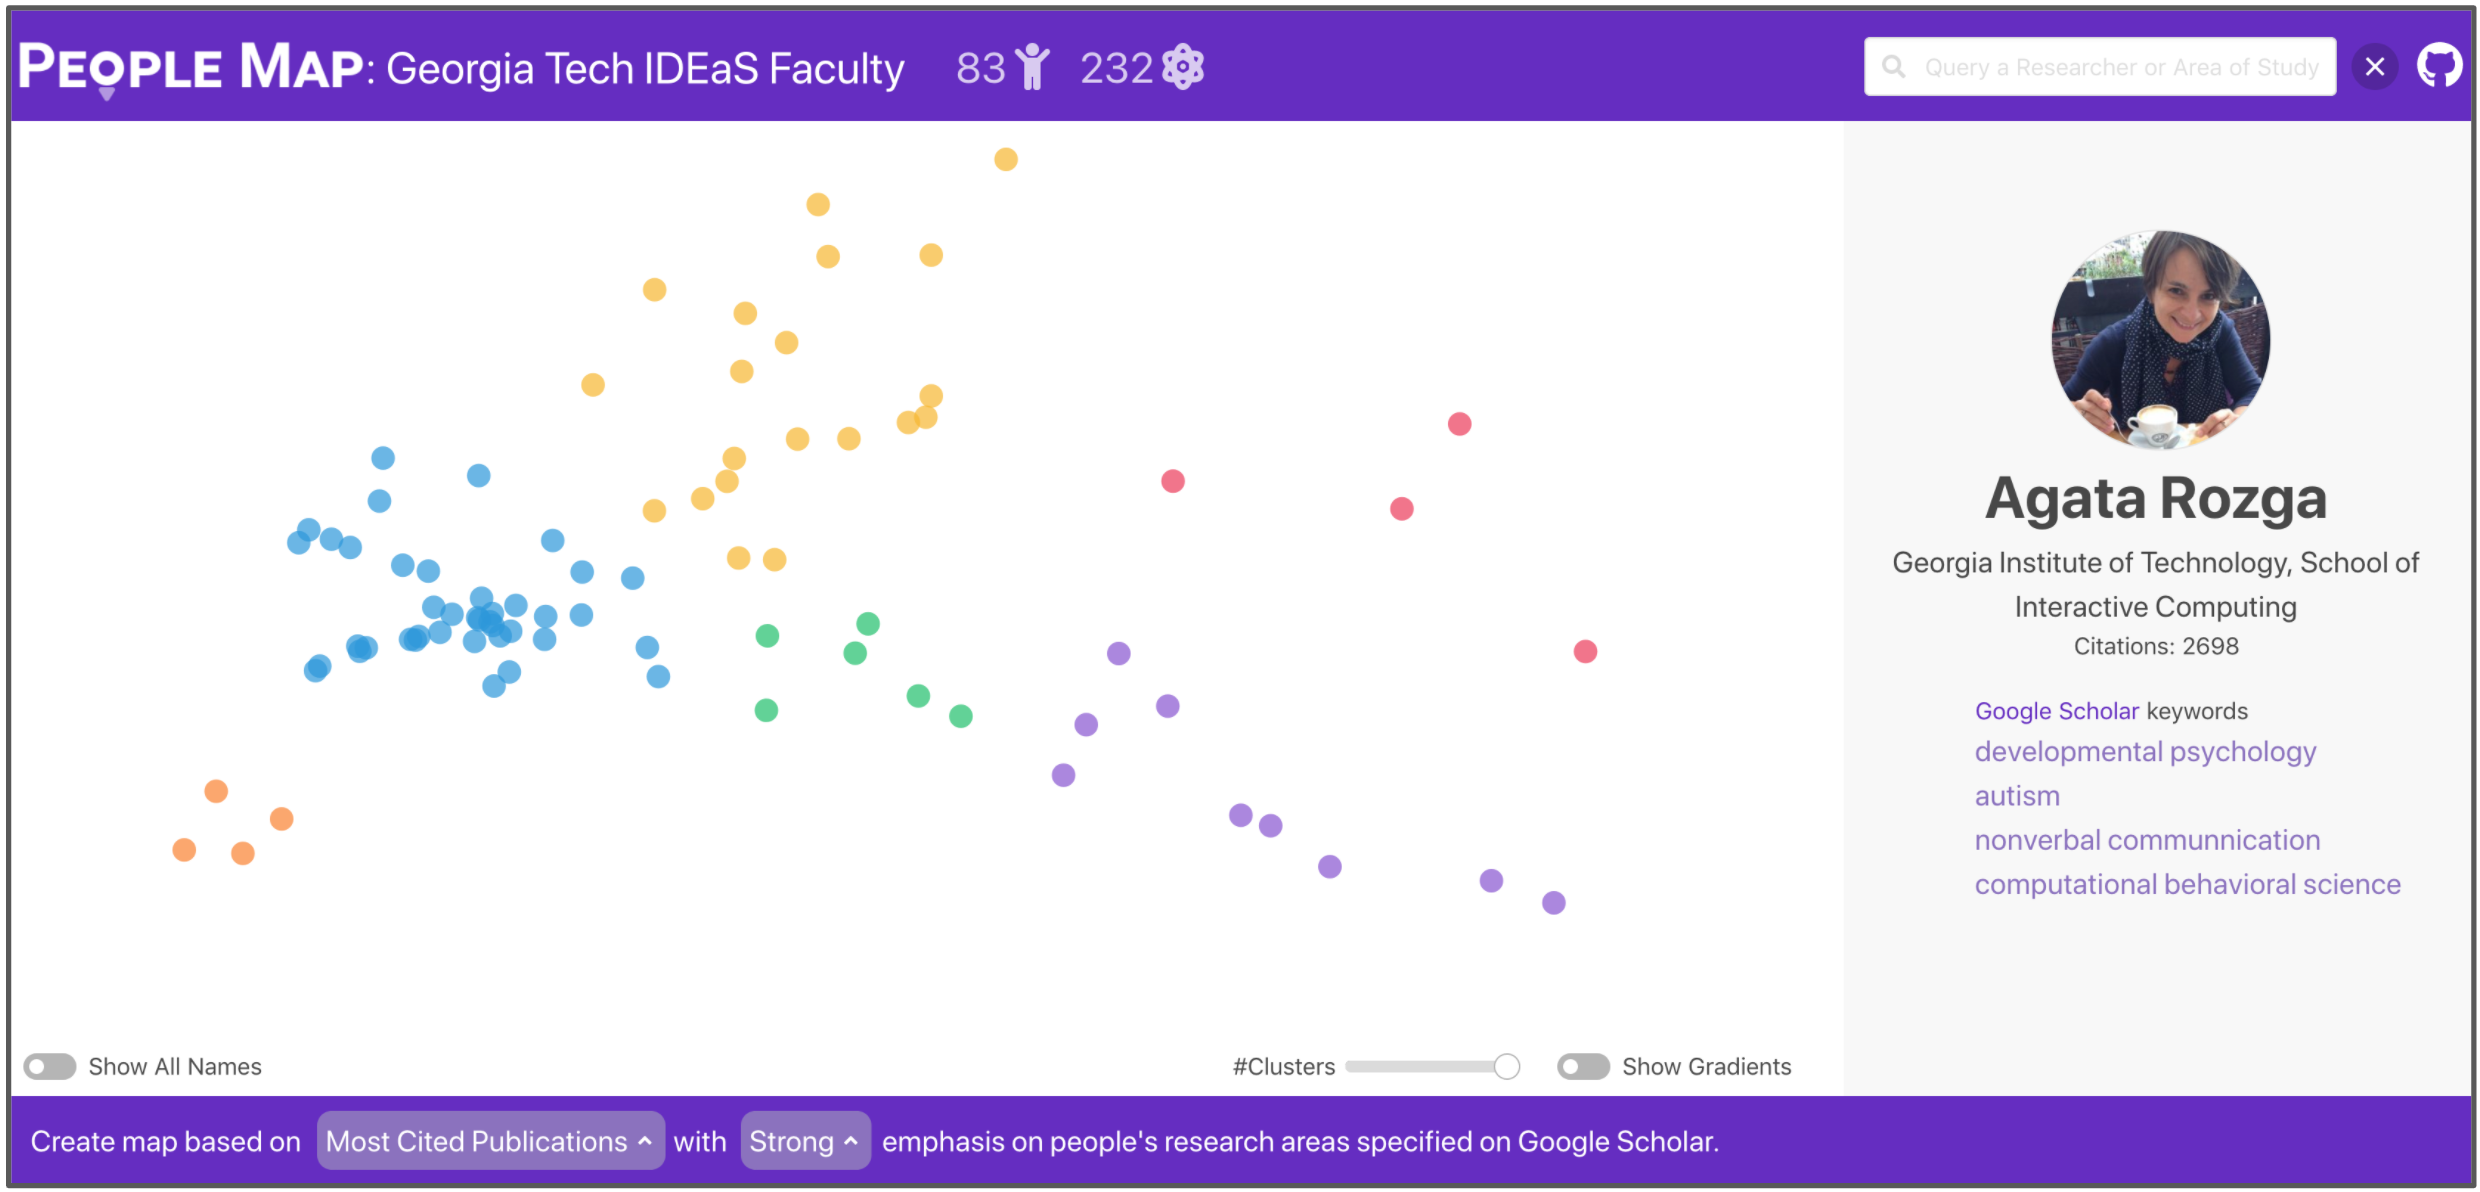 PEOPLE MAP: Georgia Tech IDEaS Faculty 83 232
Query a Researcher or Area of Study
Agata Rozga
Georgia Institute of Technology, School of
Interactive Computing
Citations: 2698
Google Scholar keywords
developmental psychology
autism
nonverbal communnication
computational behavioral science
Show All Names
#Clusters
Show Gradients
Create map based on Most Cited Publications with Strong emphasis on people's research areas specified on Google Scholar.